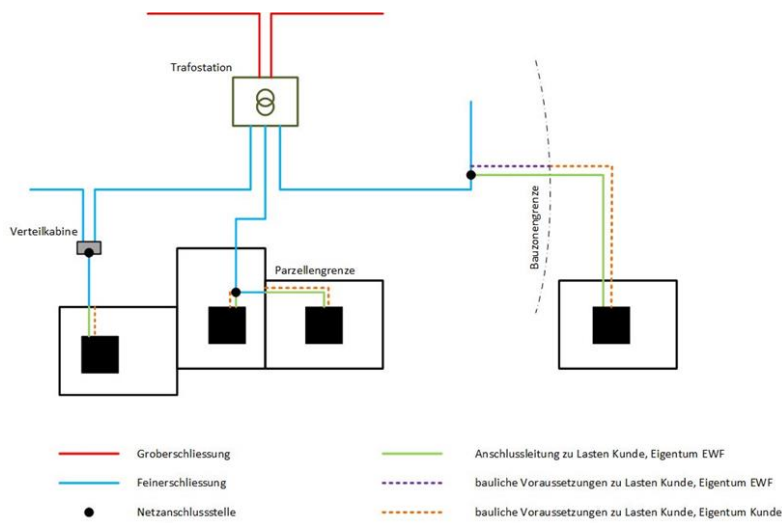 Trafostation
Bauzonengrenze
Verteilkabine
Parzellengrenze
Groberschliessung
Feinerschliessung
Netzanschlussstelle
Anschlussleitung zu Lasten Kunde, Eigentum EWF
bauliche Voraussetzungen zu Lasten Kunde, Eigentum EWF
bauliche Voraussetzungen zu Lasten Kunde, Eigentum Kunde